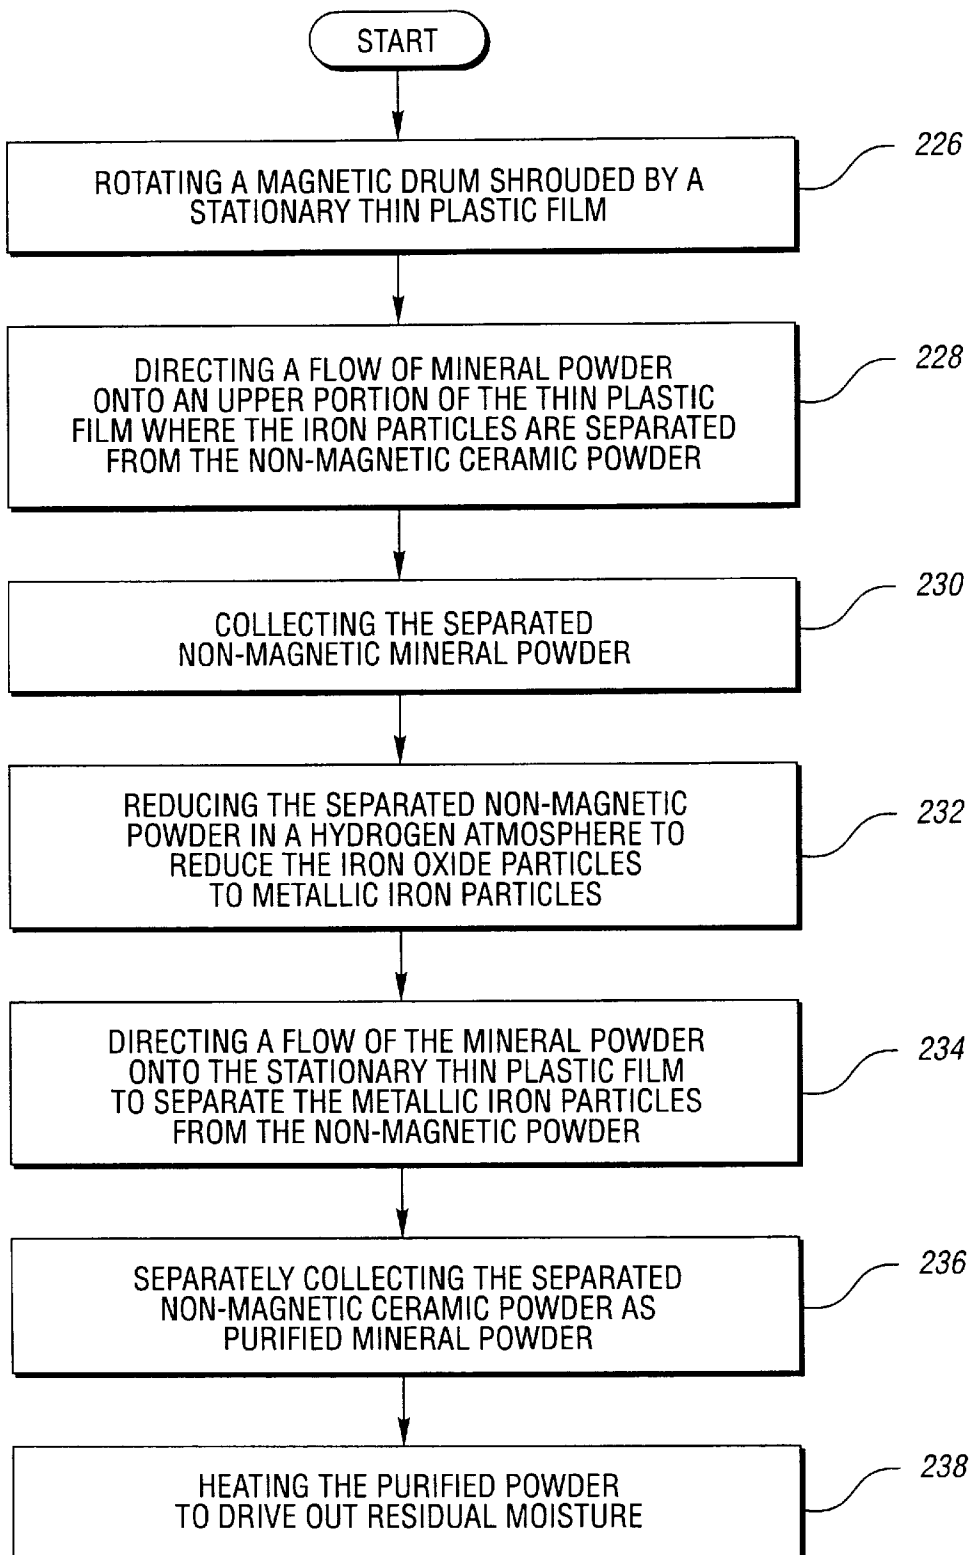 START
226
ROTATING A MAGNETIC DRUM SHROUDED BY A
STATIONARY THIN PLASTIC FILM
228
DIRECTING A FLOW OF MINERAL POWDER
ONTO AN UPPER PORTION OF THE THIN PLASTIC
FILM WHERE THE IRON PARTICLES ARE SEPARATED
FROM THE NON-MAGNETIC CERAMIC POWDER
230
COLLECTING THE SEPARATED
NON-MAGNETIC MINERAL POWDER
232
REDUCING THE SEPARATED NON-MAGNETIC
POWDER IN A HYDROGEN ATMOSPHERE TO
REDUCE THE IRON OXIDE PARTICLES
TO METALLIC IRON PARTICLES
234
DIRECTING A FLOW OF THE MINERAL POWDER
ONTO THE STATIONARY THIN PLASTIC FILM
TO SEPARATE THE METALLIC IRON PARTICLES
FROM THE NON-MAGNETIC POWDER
236
SEPARATELY COLLECTING THE SEPARATED
NON-MAGNETIC CERAMIC POWDER AS
PURIFIED MINERAL POWDER
238
HEATING THE PURIFIED POWDER
TO DRIVE OUT RESIDUAL MOISTURE